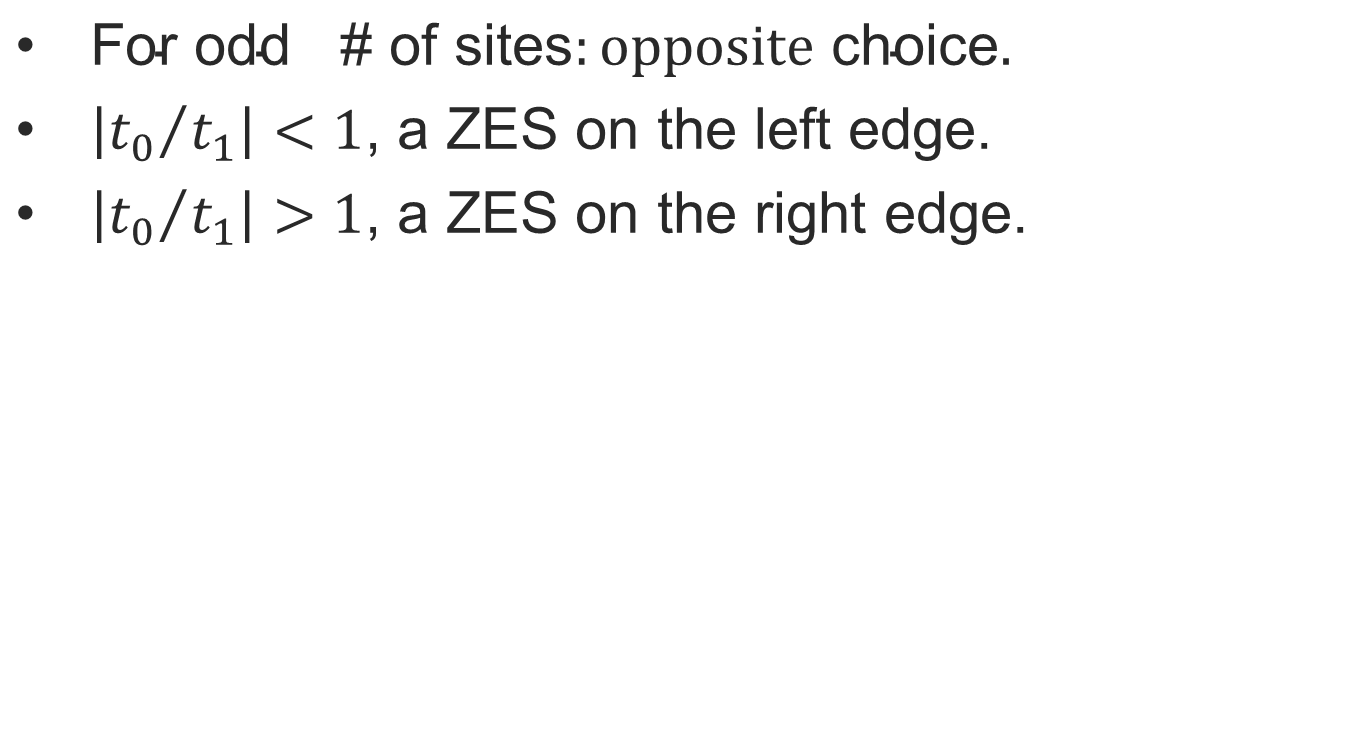 • For odd # of sites: opposite choice.
• |t₀/t₁| < 1, a ZES on the left edge.
• |t₀/t₁| > 1, a ZES on the right edge.